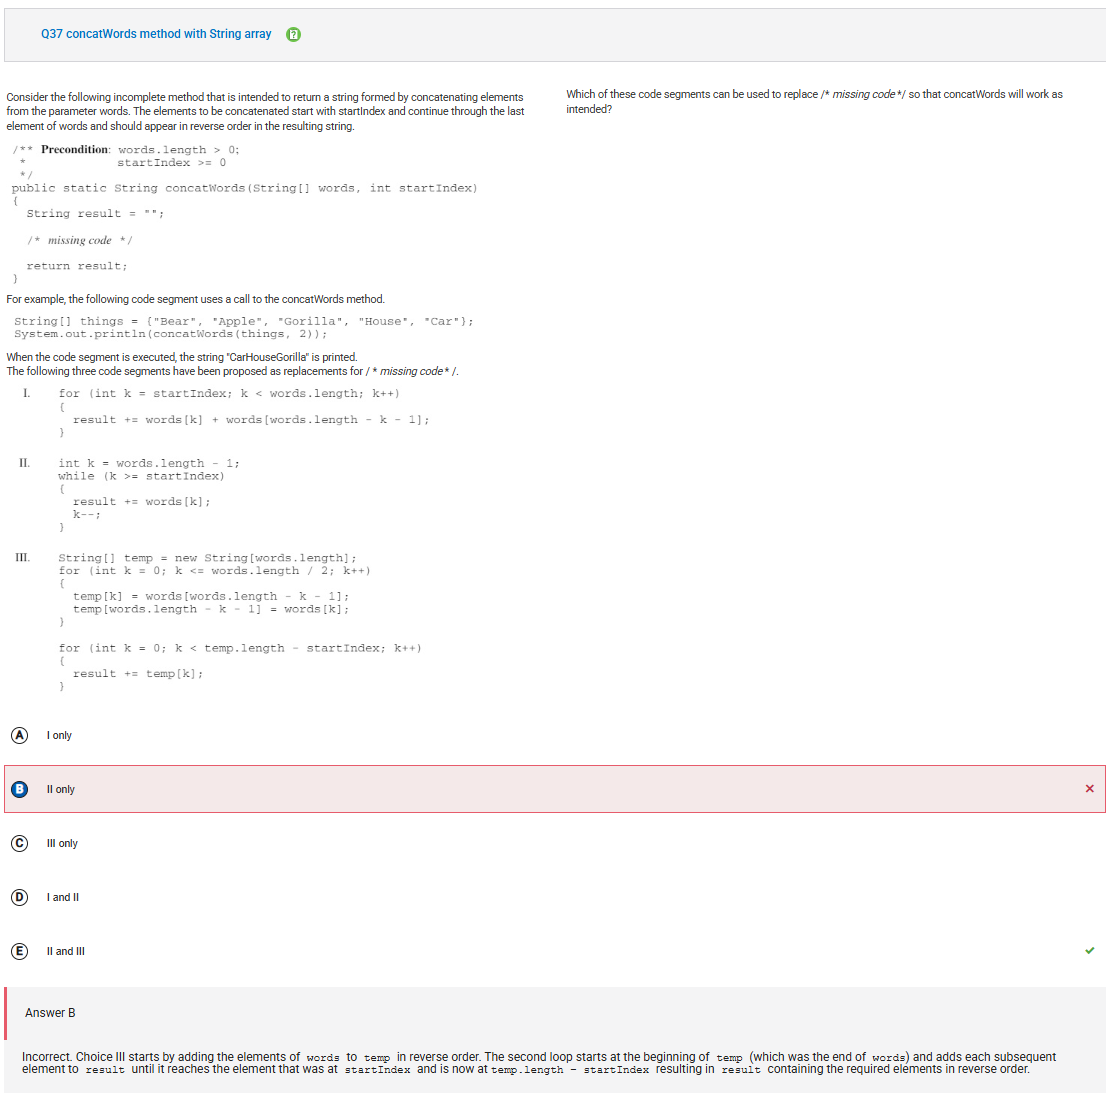 Q37 concatWords method with String array
?
Consider the following incomplete method that is intended to return a string formed by concatenating elements
from the parameter words. The elements to be concatenated start with startIndex and continue through the last
element of words and should appear in reverse order in the resulting string.
/** Precondition: words.length > 0;
* startIndex >= 0
*/
public static String concatWords(String[] words, int startIndex)
{
String result = "";
/* missing code */
return result;
}
For example, the following code segment uses a call to the concatWords method.
String[] things = {"Bear", "Apple", "Gorilla", "House", "Car"};
System.out.println(concatWords(things, 2));
When the code segment is executed, the string "CarHouseGorilla" is printed.
The following three code segments have been proposed as replacements for / * missing code* /.
I. for (int k = startIndex; k < words.length; k++)
{
result += words[k] + words[words.length - k - 1];
}
II. int k = words.length - 1;
while (k >= startIndex)
{
result += words[k];
k--;
}
III. String[] temp = new String[words.length];
for (int k = 0; k <= words.length / 2; k++)
{
temp[k] = words[words.length - k - 1];
temp[words.length - k - 1] = words[k];
}
for (int k = 0; k < temp.length - startIndex; k++)
{
result += temp[k];
}
Which of these code segments can be used to replace /* missing code*/ so that concatWords will work as
intended?
A I only
B II only
C III only
D I and II
E II and III
Answer B
Incorrect. Choice III starts by adding the elements of words to temp in reverse order. The second loop starts at the beginning of temp (which was the end of words) and adds each subsequent
element to result until it reaches the element that was at startIndex and is now at temp.length - startIndex resulting in result containing the required elements in reverse order.